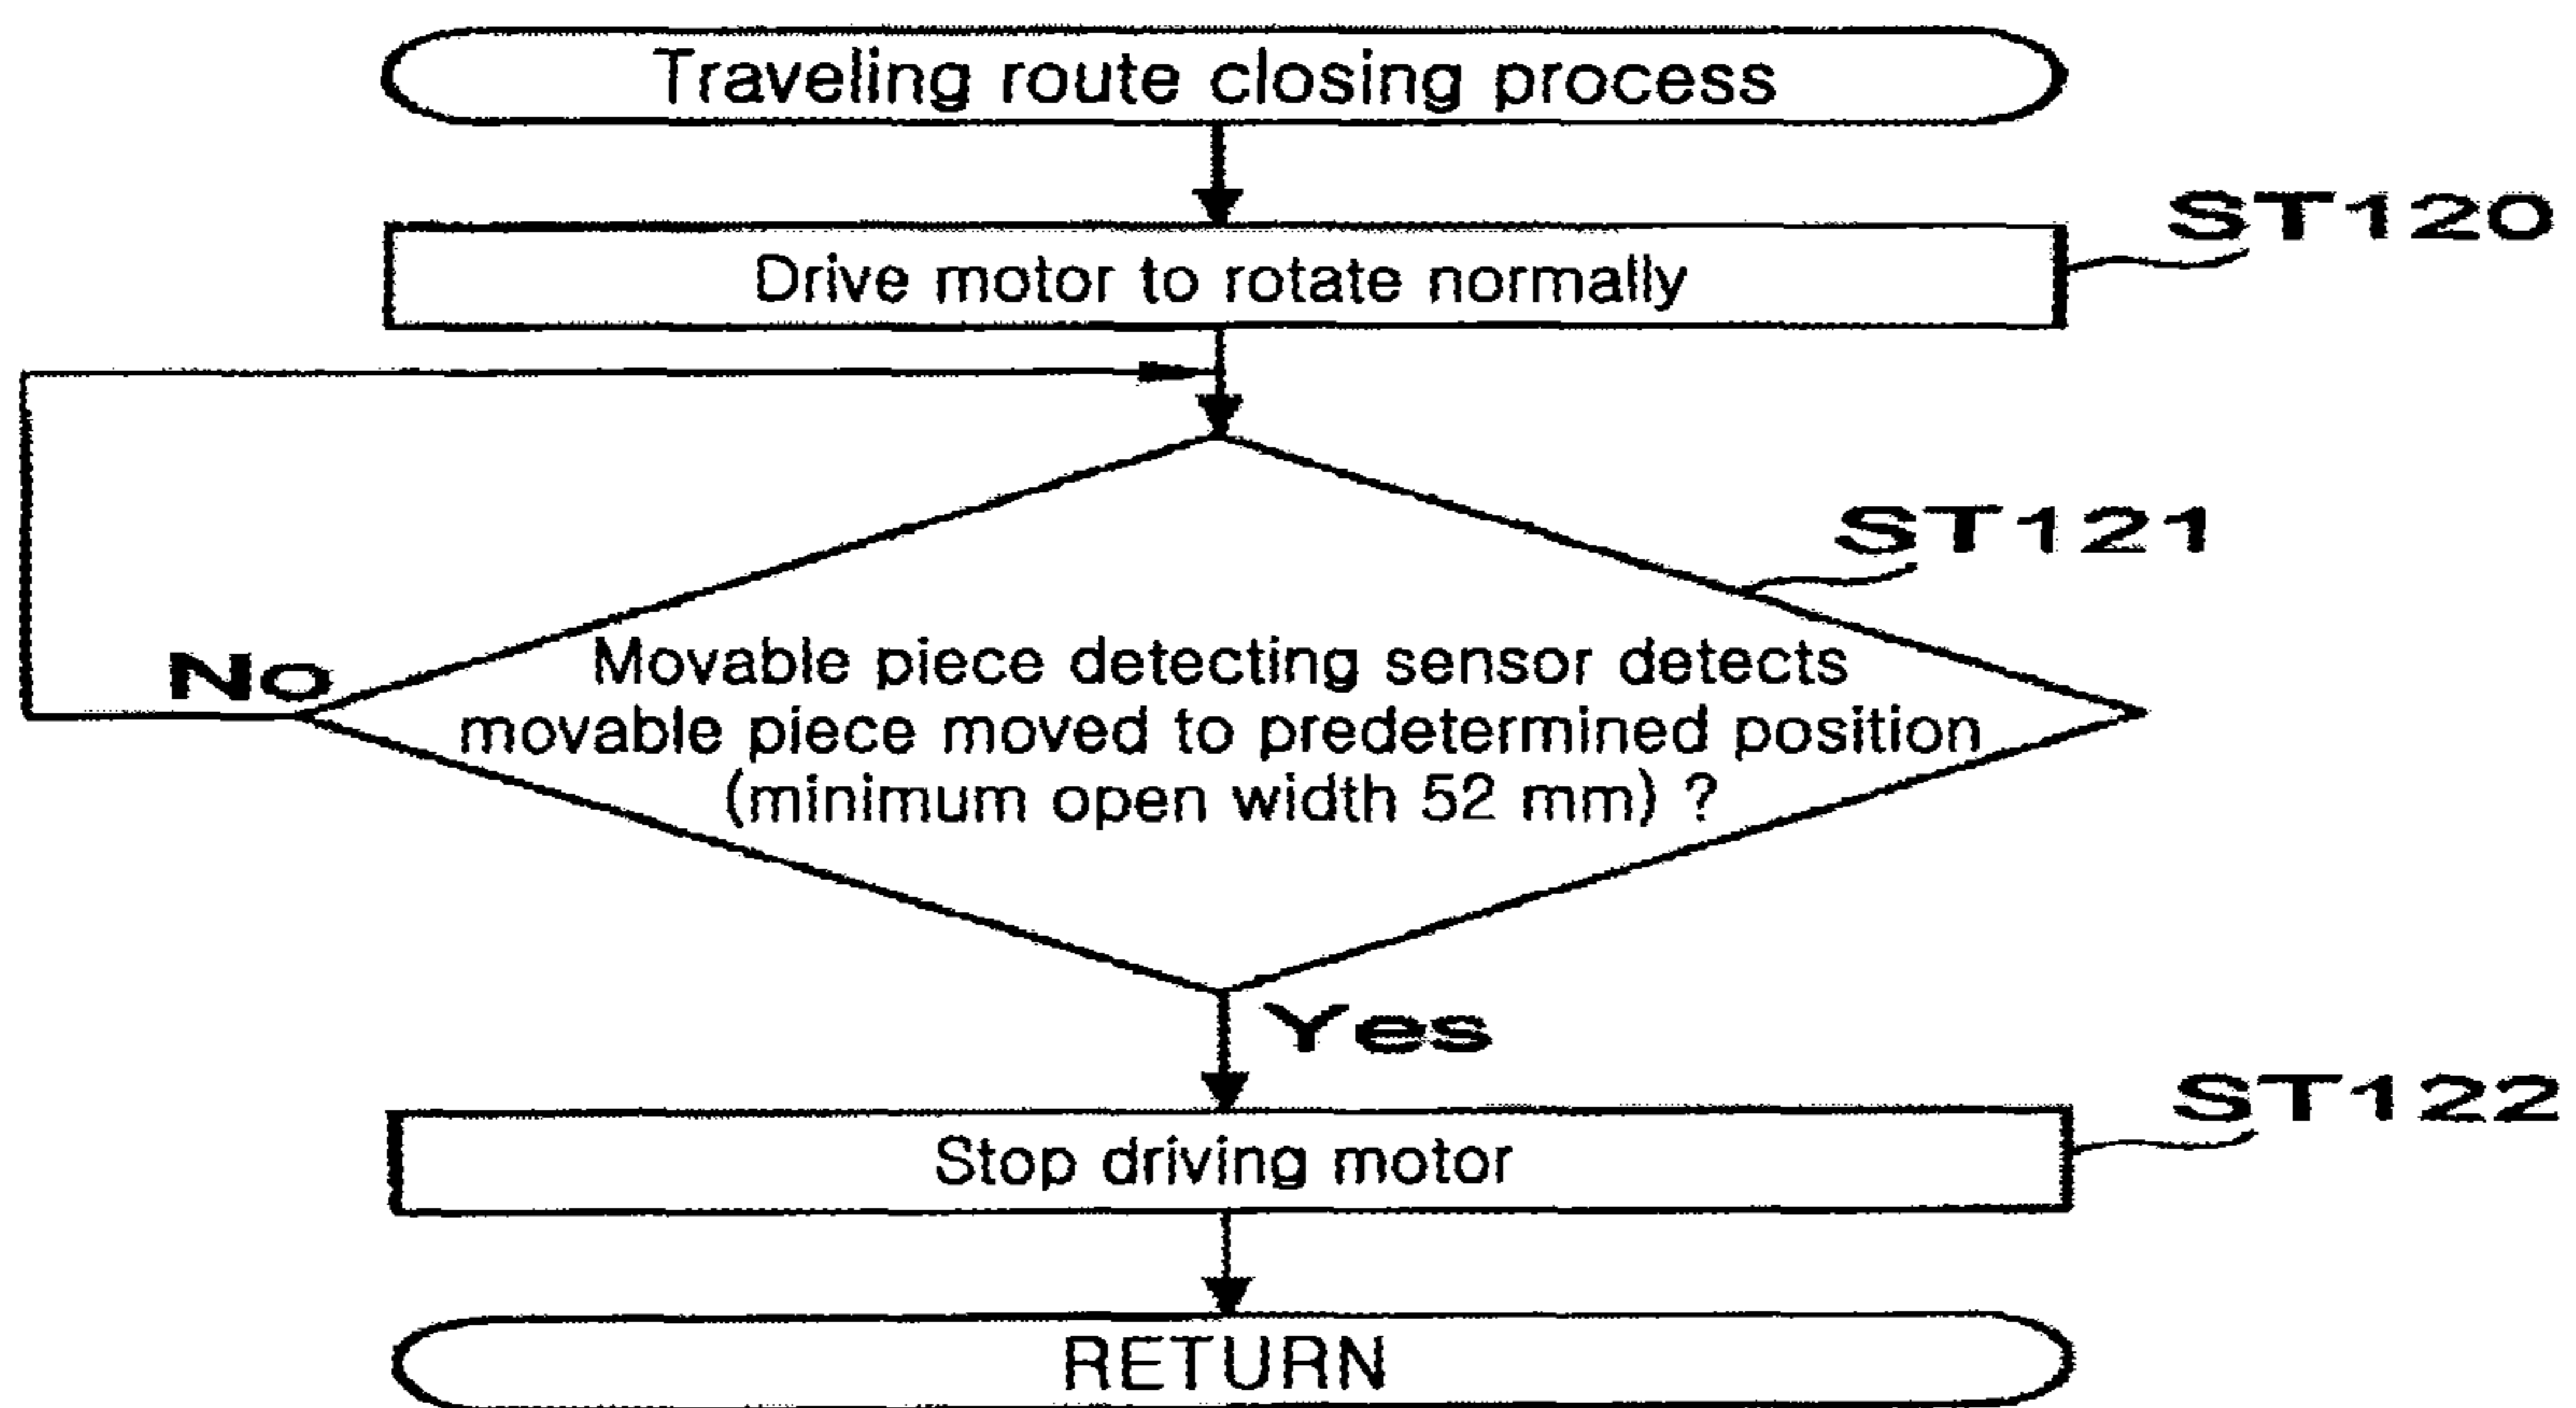 Traveling route closing process
ST120
Drive motor to rotate normally
ST121
No
Movable piece detecting sensor detects
movable piece moved to predetermined position
(minimum open width 52 mm) ?
Yes
ST122
Stop driving motor
RETURN